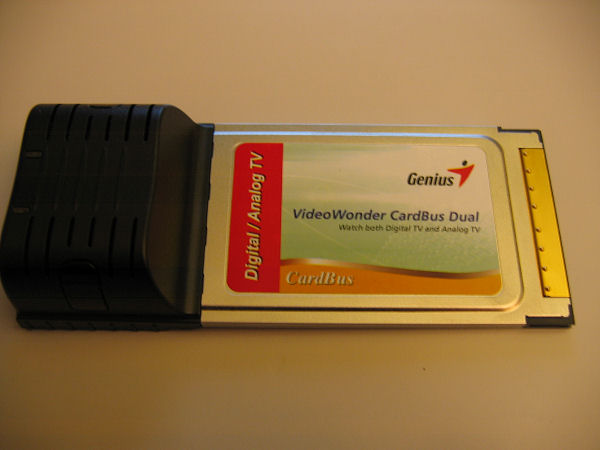 Digital / Analog TV
Genius
VideoWonder CardBus Dual
Watch both Digital TV and Analog TV
CardBus